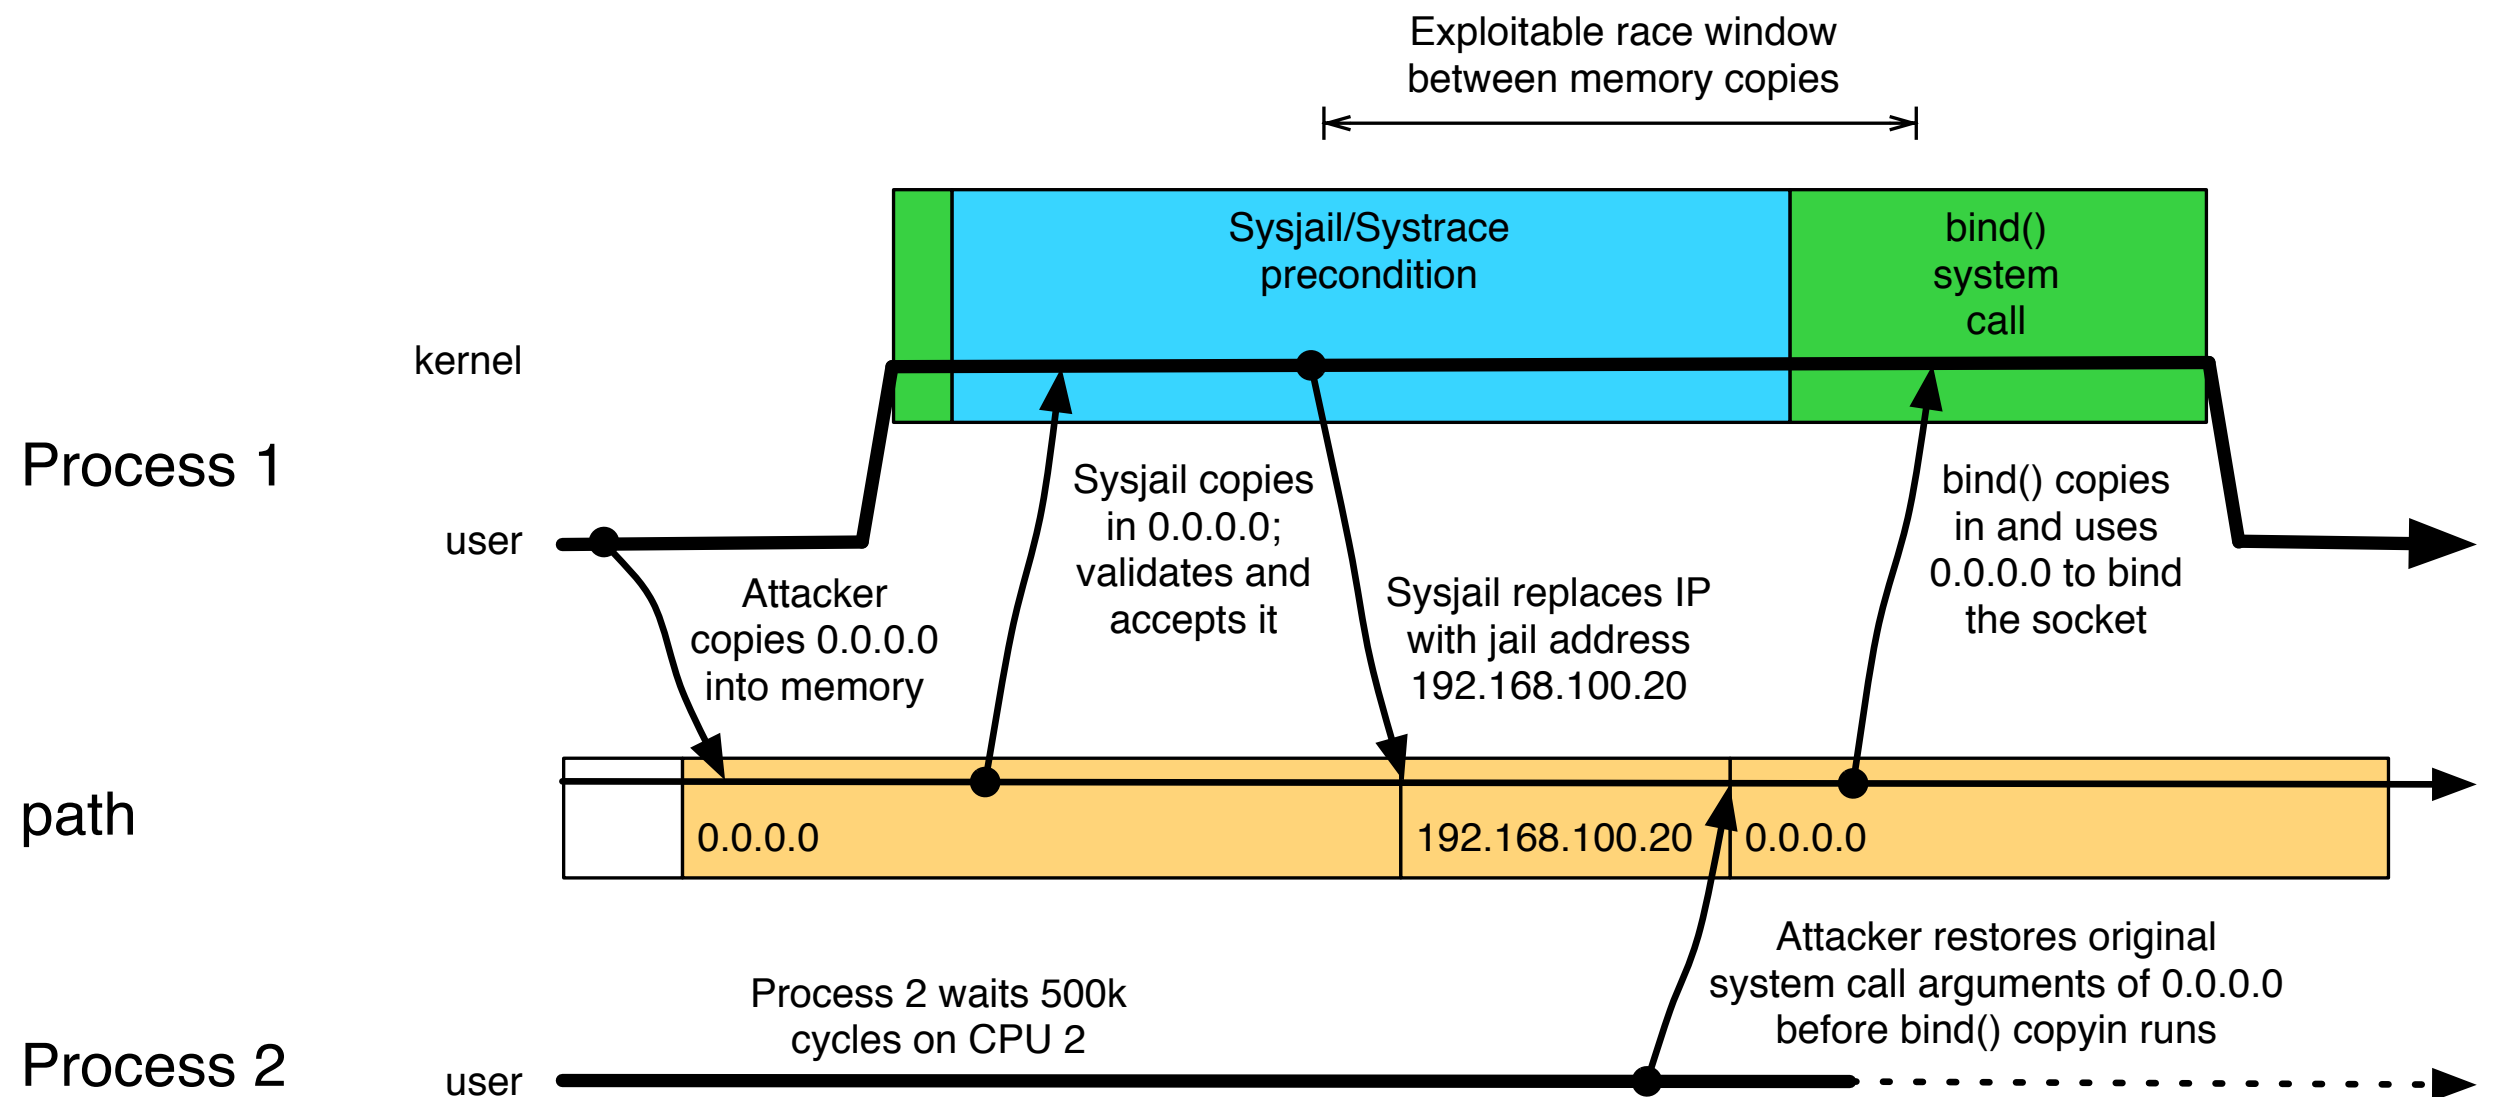 Exploitable race window
between memory copies
Sysjail/Systrace
precondition
bind()
system
call
kernel
Process 1
user
Attacker
copies 0.0.0.0
into memory
Sysjail copies
in 0.0.0.0;
validates and
accepts it
Sysjail replaces IP
with jail address
192.168.100.20
bind() copies
in and uses
0.0.0.0 to bind
the socket
path
0.0.0.0
192.168.100.20
0.0.0.0
Process 2 waits 500k
cycles on CPU 2
Attacker restores original
system call arguments of 0.0.0.0
before bind() copyin runs
Process 2
user